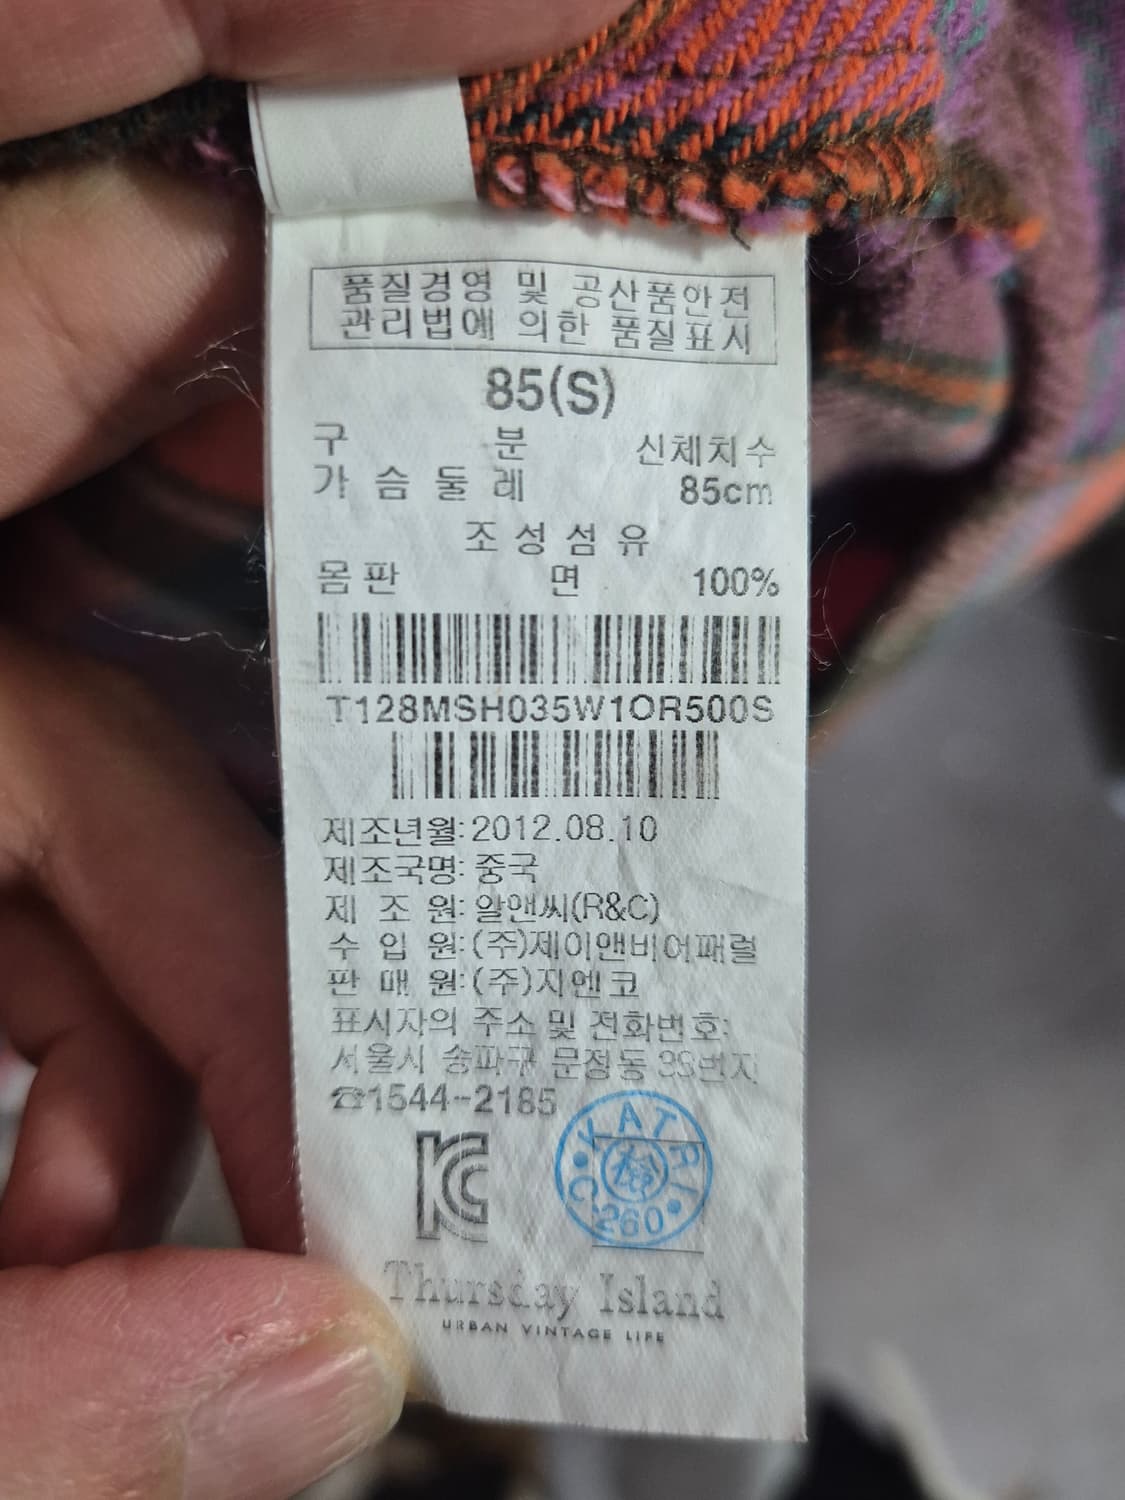 품질경영 및 공산품안전
관리법에 의한 품질표시
85(S)
구 분 신체치수
가 슴 둘 레 85cm
조 성 섬 유
몸 판 면 100%
T128MSH035W1OR500S
제조년월: 2012.08.10
제조국명: 중국
제 조 원: 알앤씨(R&C)
수 입 원: (주)제이앤비어패럴
판 매 원: (주)지엔코
표시자의 주소 및 전화번호:
서울시 송파구 문정동 번지
☎1544-2185
KC
KATRI
C260
Thursday Island
URBAN VINTAGE LIFE